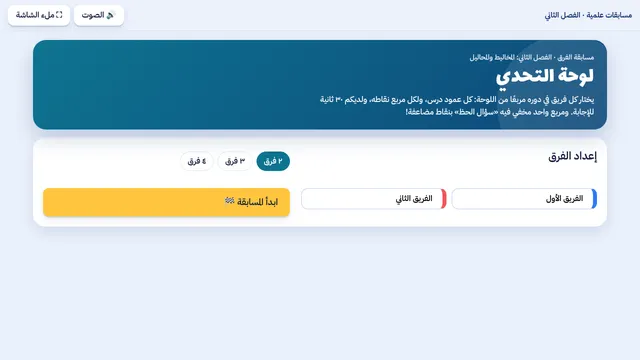 مسابقات علمية · الفصل الثاني
🔊 الصوت
⛶ ملء الشاشة
مسابقة الفرق · الفصل الثاني: المخاليط والمحاليل
لوحة التحدي
يختار كل فريق في دوره مربعًا من اللوحة: كل عمود درس، ولكل مربع نقاطه، ولديكم ٣٠ ثانية
للإجابة. ومربع واحد مخفي فيه «سؤال الحظ» بنقاط مضاعفة!
إعداد الفرق
٢ فرق
٣ فرق
٤ فرق
الفريق الأول
الفريق الثاني
ابدأ المسابقة 🏁